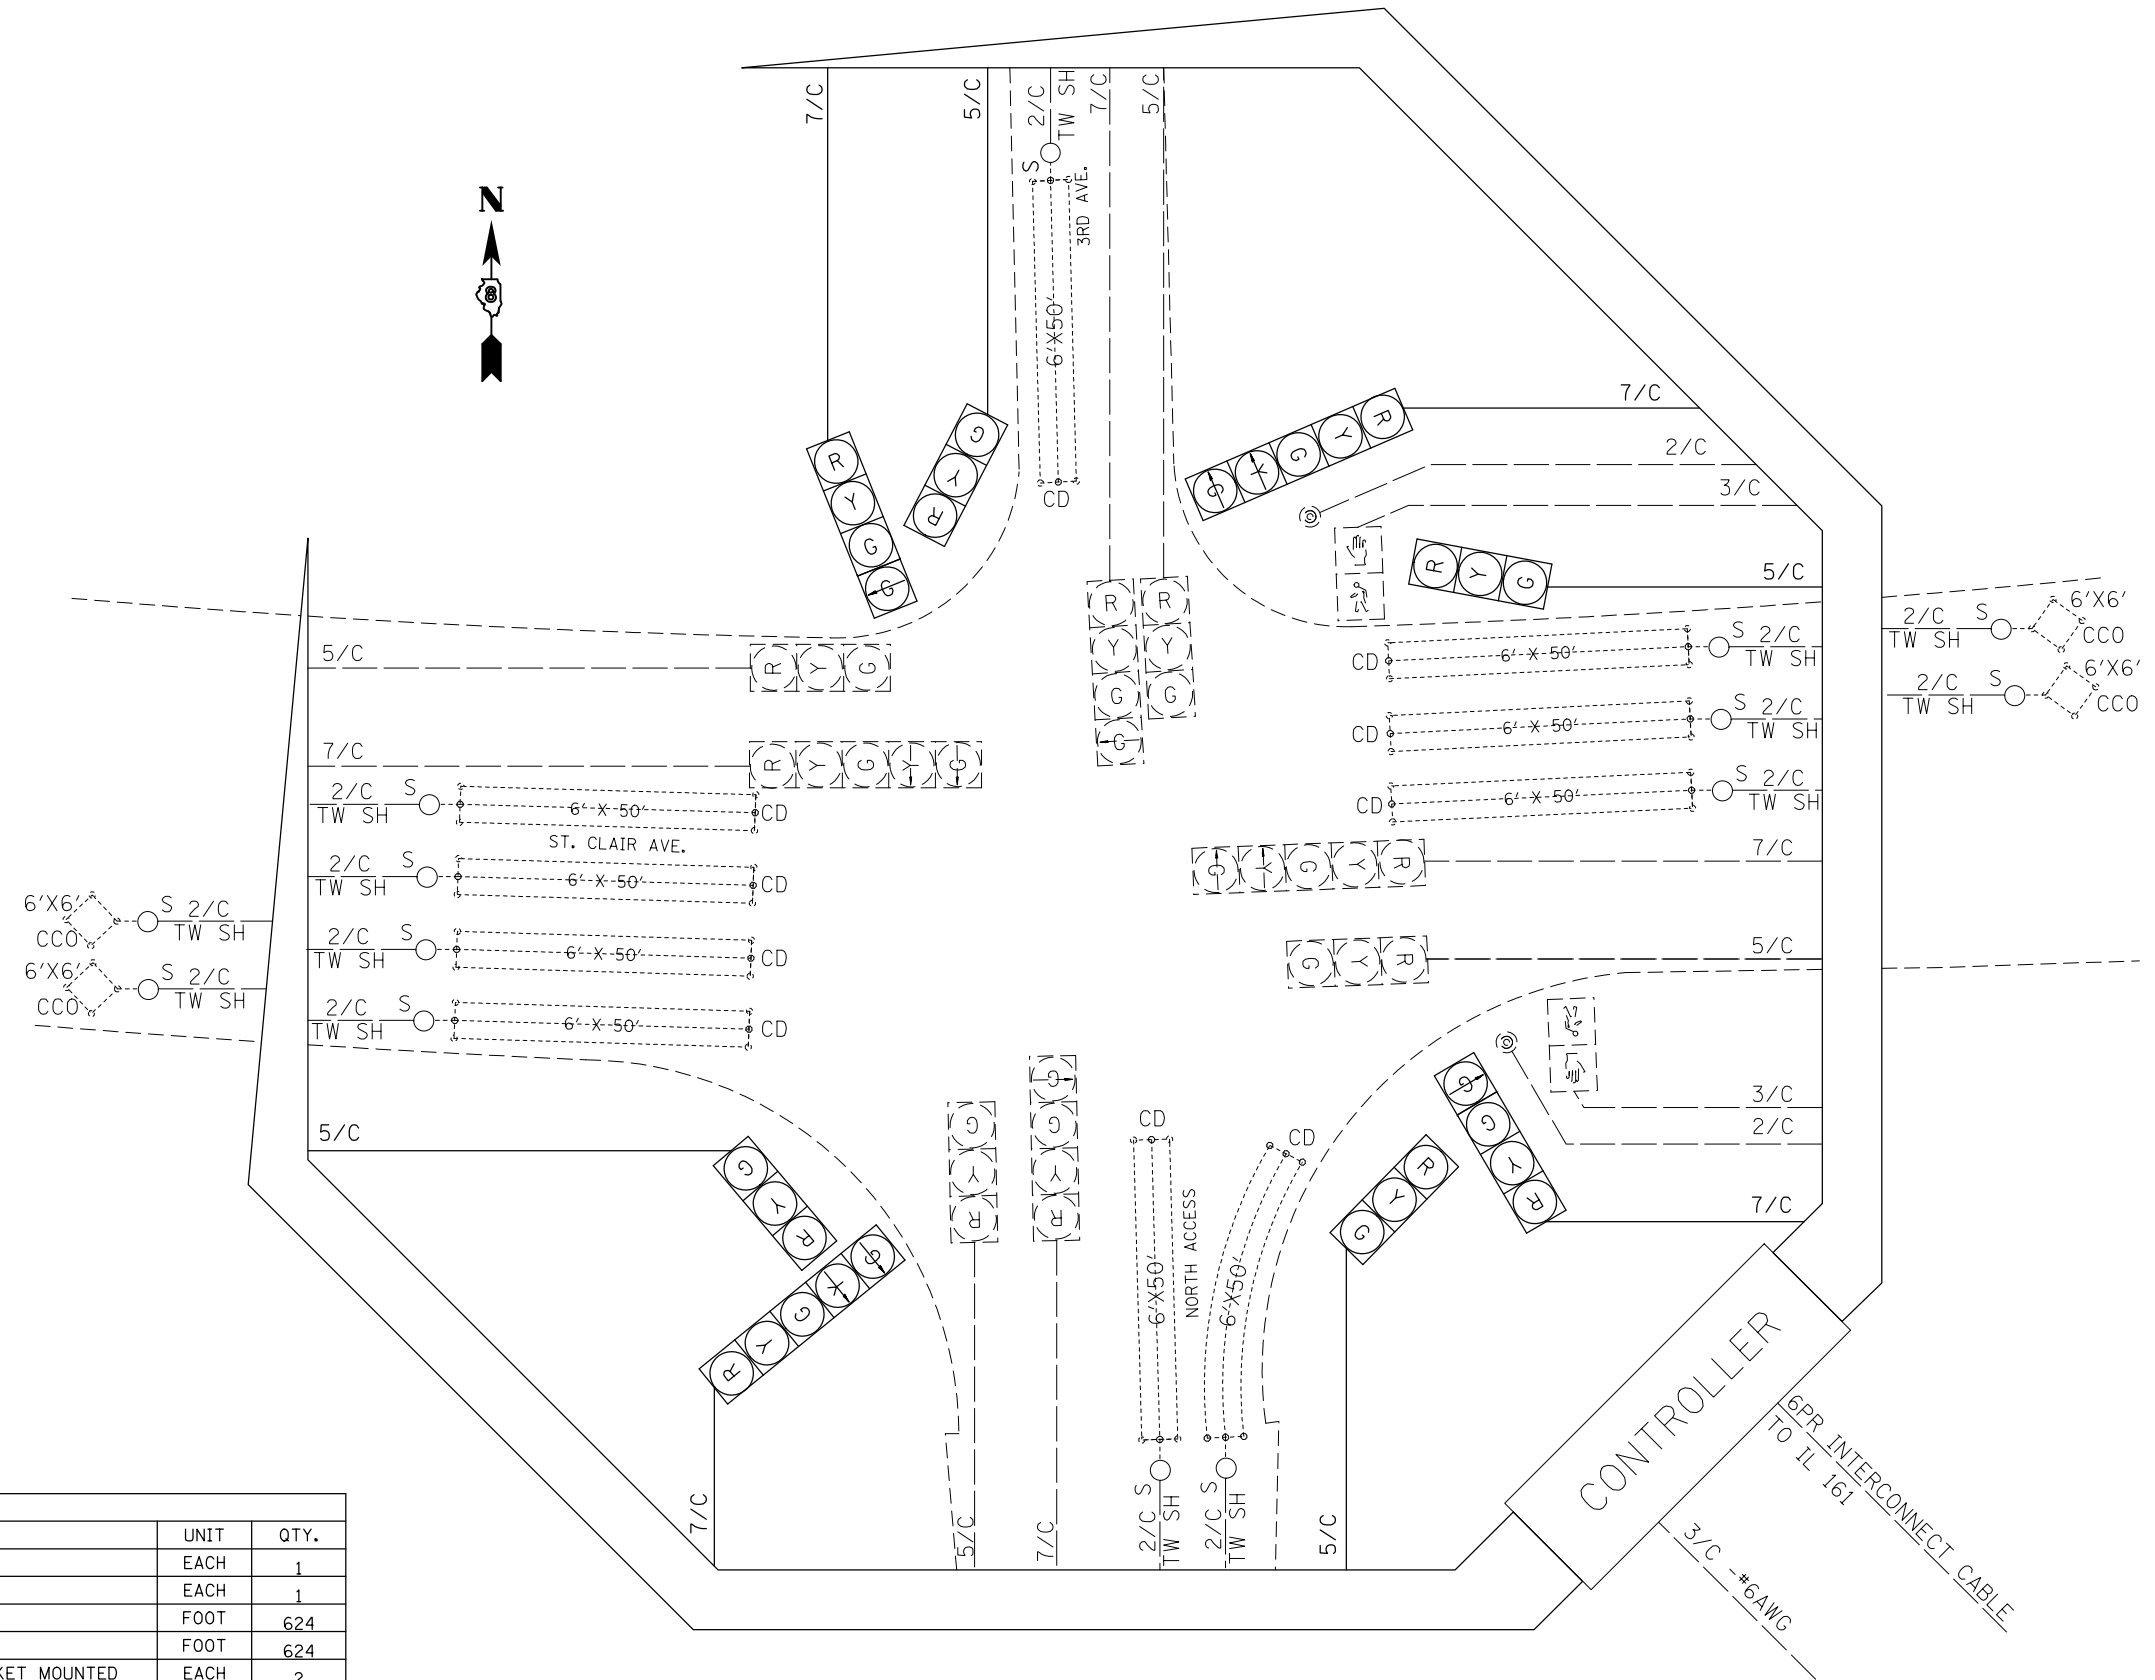 N
8
7/C
5/C
2/C
TW SH
7/C
5/C
S
3RD AVE.
6'X50'
CD
R
Y
G
G
G
Y
R
R
Y
G
Y
G
7/C
2/C
3/C
R
Y
G
5/C
5/C
R Y G
7/C
R Y G Y G
R
Y
G
G
R
Y
G
CD
6' X 50'
S
2/C
TW SH
CD
6' X 50'
S
2/C
TW SH
CD
6' X 50'
S
2/C
TW SH
2/C
TW SH
S
6'X6'
CCO
2/C
TW SH
S
6'X6'
CCO
2/C
TW SH
S
6' X 50'
CD
ST. CLAIR AVE.
2/C
TW SH
S
6' X 50'
CD
2/C
TW SH
S
6' X 50'
CD
2/C
TW SH
S
6' X 50'
CD
6'X6'
CCO
S
2/C
TW SH
6'X6'
CCO
S
2/C
TW SH
G Y G Y R
7/C
G Y R
5/C
3/C
2/C
7/C
G
G
Y
R
R
Y
G
5/C
5/C
G
Y
R
G
Y
G
Y
R
7/C
G
Y
R
5/C
G
G
Y
R
7/C
CD
6'X50'
NORTH ACCESS
S
2/C
TW SH
CD
6'X50'
S
2/C
TW SH
CONTROLLER
6PR INTERCONNECT CABLE
TO IL 161
3/C -#6AWG
UNIT QTY.
EACH 1
EACH 1
FOOT 624
FOOT 624
MOUNTED EACH 2